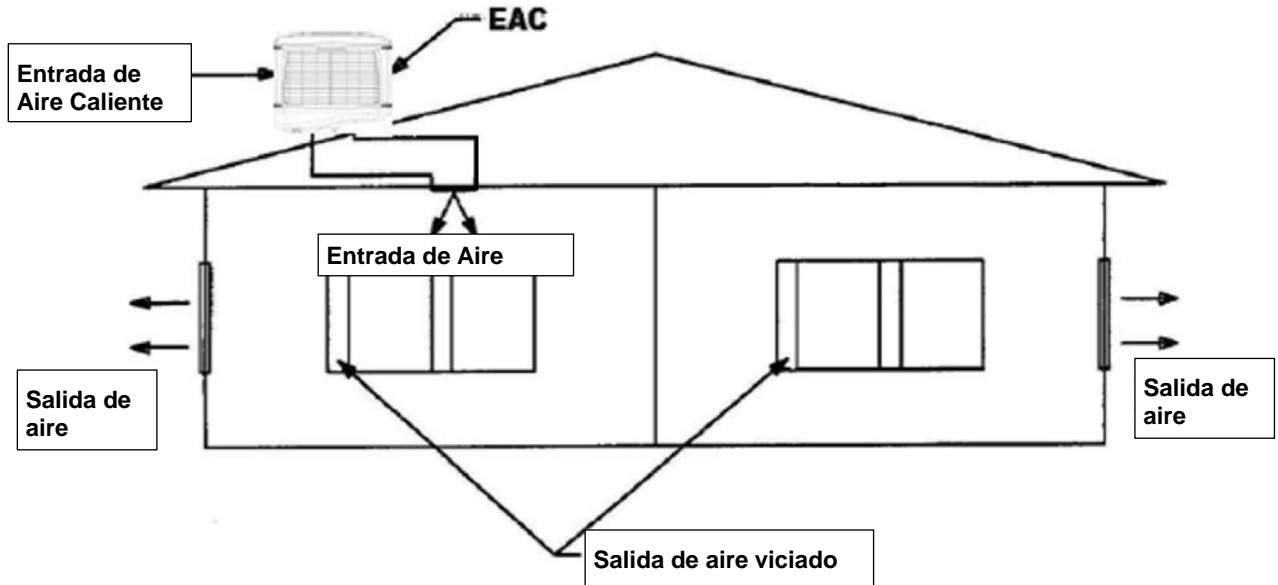 EAC
Entrada de
Aire Caliente
Entrada de Aire
Salida de
aire
Salida de
aire
Salida de aire viciado